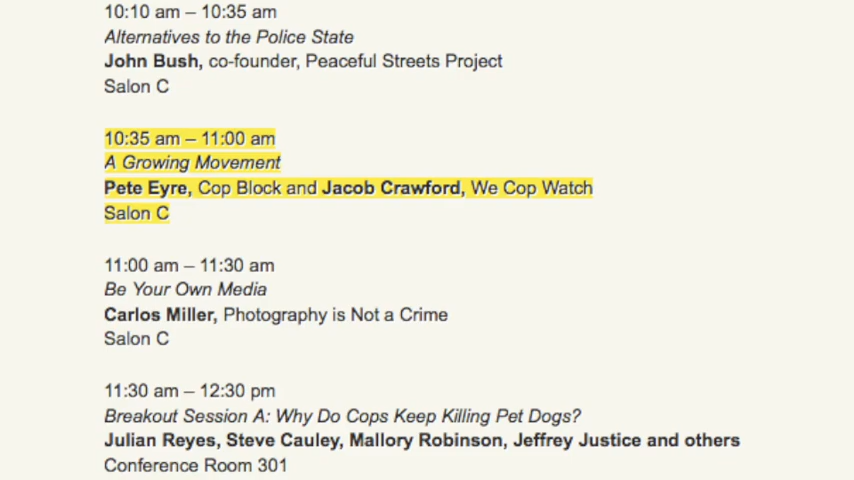 10:10 am – 10:35 am
Alternatives to the Police State
John Bush, co-founder, Peaceful Streets Project
Salon C
10:35 am – 11:00 am
A Growing Movement
Pete Eyre, Cop Block and Jacob Crawford, We Cop Watch
Salon C
11:00 am – 11:30 am
Be Your Own Media
Carlos Miller, Photography is Not a Crime
Salon C
11:30 am – 12:30 pm
Breakout Session A: Why Do Cops Keep Killing Pet Dogs?
Julian Reyes, Steve Cauley, Mallory Robinson, Jeffrey Justice and others
Conference Room 301